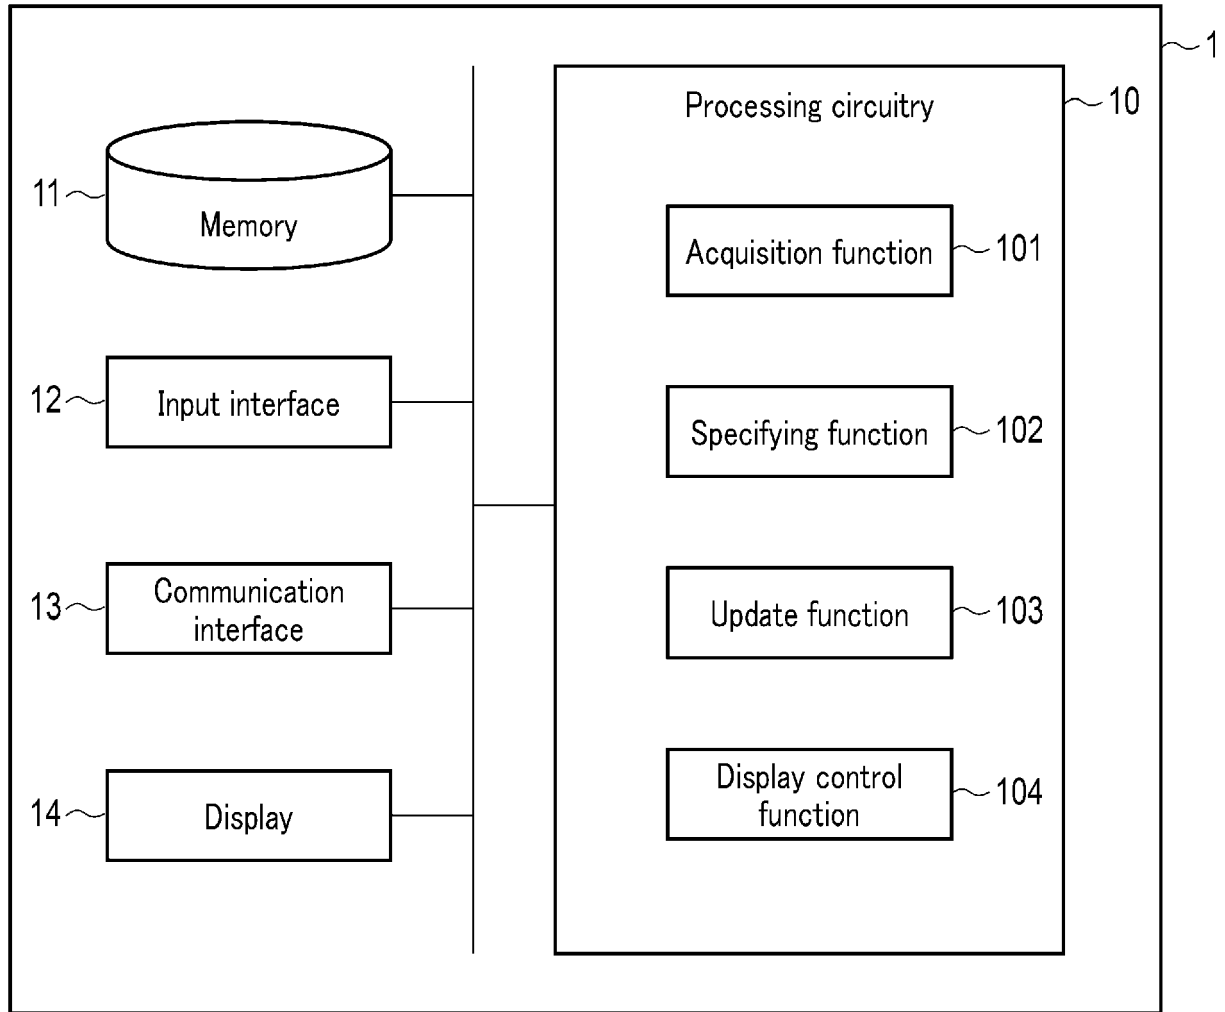 1
Processing circuitry
10
11
Memory
Acquisition function
101
12
Input interface
Specifying function
102
13
Communication
interface
Update function
103
14
Display
Display control
function
104